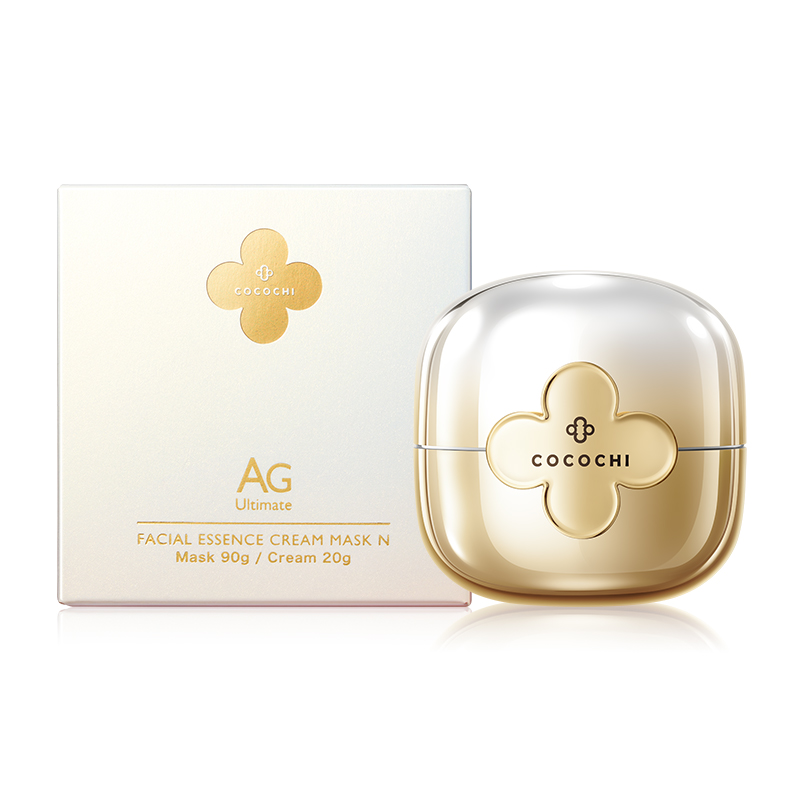 COCOCHI
AG
Ultimate
FACIAL ESSENCE CREAM MASK N
Mask 90g / Cream 20g
COCOCHI